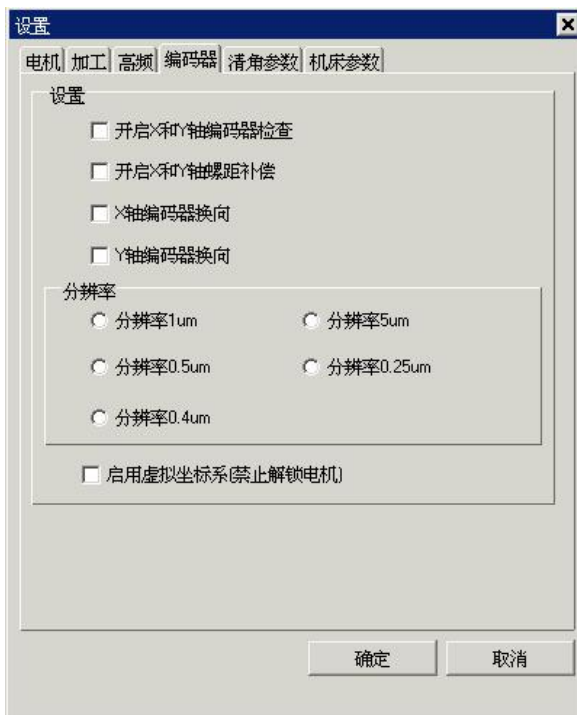 设置
电机 加工 高频 编码器 清角参数 机床参数
设置
开启X和Y轴编码器检查
开启X和Y轴螺距补偿
X轴编码器换向
Y轴编码器换向
分辨率
分辨率1um 分辨率5um
分辨率0.5um 分辨率0.25um
分辨率0.4um
启用虚拟坐标系(禁止解锁电机)
确定 取消